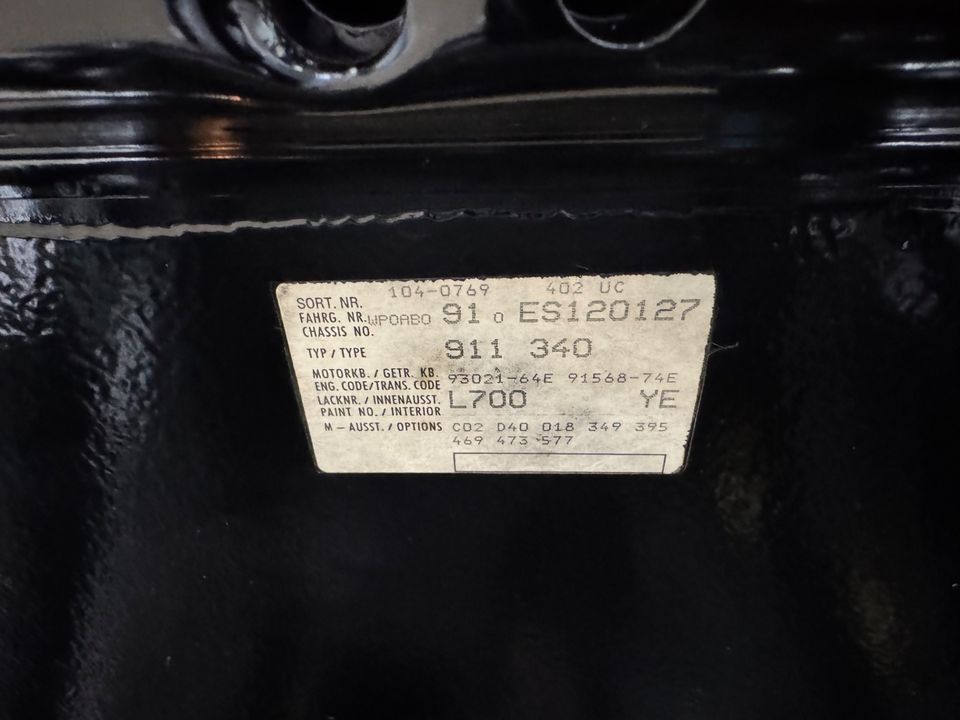 SORT. NR. 104-0769 402 UC
FAHRG. NR. WP0AB0 91 0 ES120127
CHASSIS NO.
TYP / TYPE 911 340
MOTORKB. / GETR. KB. 93021-64E 91568-74E
ENG. CODE/TRANS. CODE
LACKNR. / INNENAUSST. L700 YE
PAINT NO. / INTERIOR
M – AUSST. / OPTIONS C02 D40 018 349 395
469 473 577